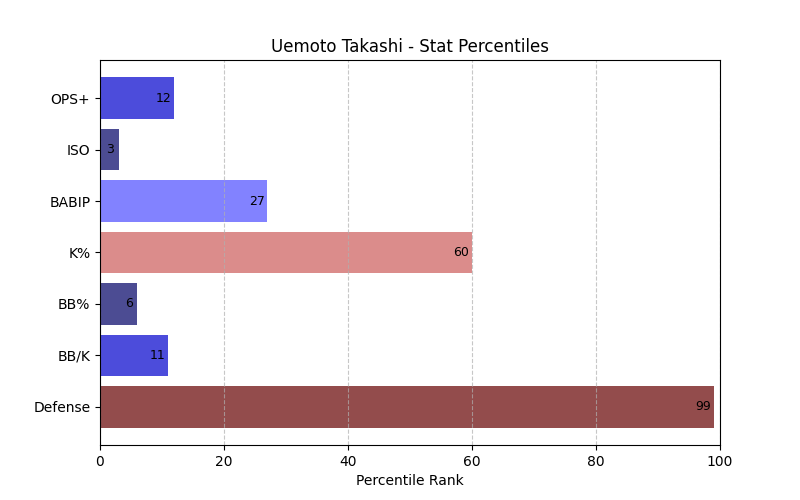 Uemoto Takashi - Stat Percentiles
OPS+ 12
ISO 3
BABIP 27
K% 60
BB% 6
BB/K 11
Defense 99
0 20 40 60 80 100
Percentile Rank